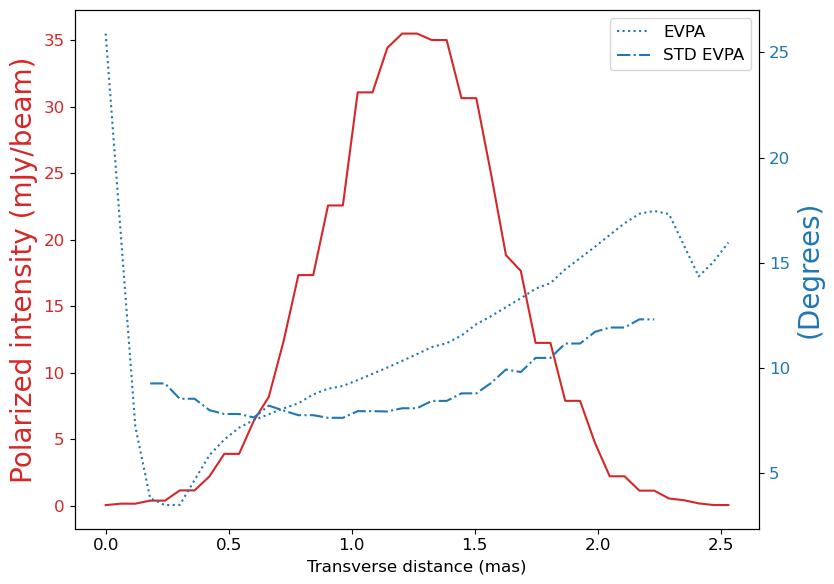 EVPA
STD EVPA
35
30
25
20
15
10
5
0
Polarized intensity (mJy/beam)
25
20
15
10
5
(Degrees)
0.0 0.5 1.0 1.5 2.0 2.5
Transverse distance (mas)